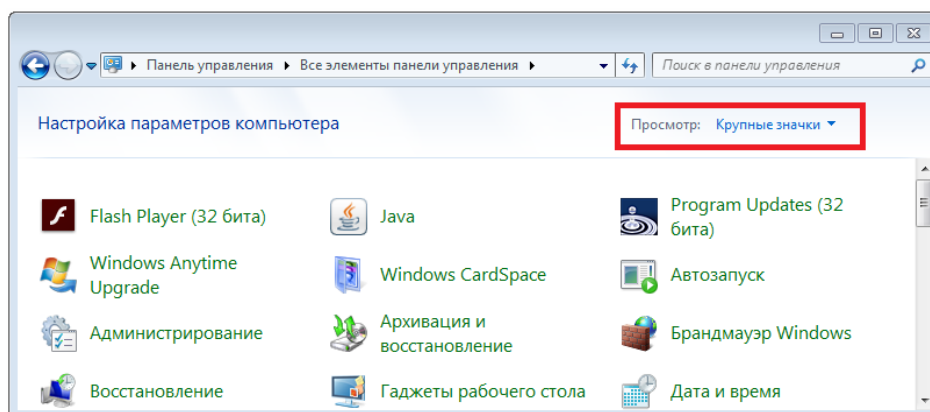 Панель управления Все элементы панели управления Поиск в панели управления
Настройка параметров компьютера Просмотр: Крупные значки
Flash Player (32 бита) Java Program Updates (32
бита)
Windows Anytime
Upgrade
Windows CardSpace Автозапуск
Администрирование Архивация и
восстановление
Брандмауэр Windows
Восстановление Гаджеты рабочего стола Дата и время